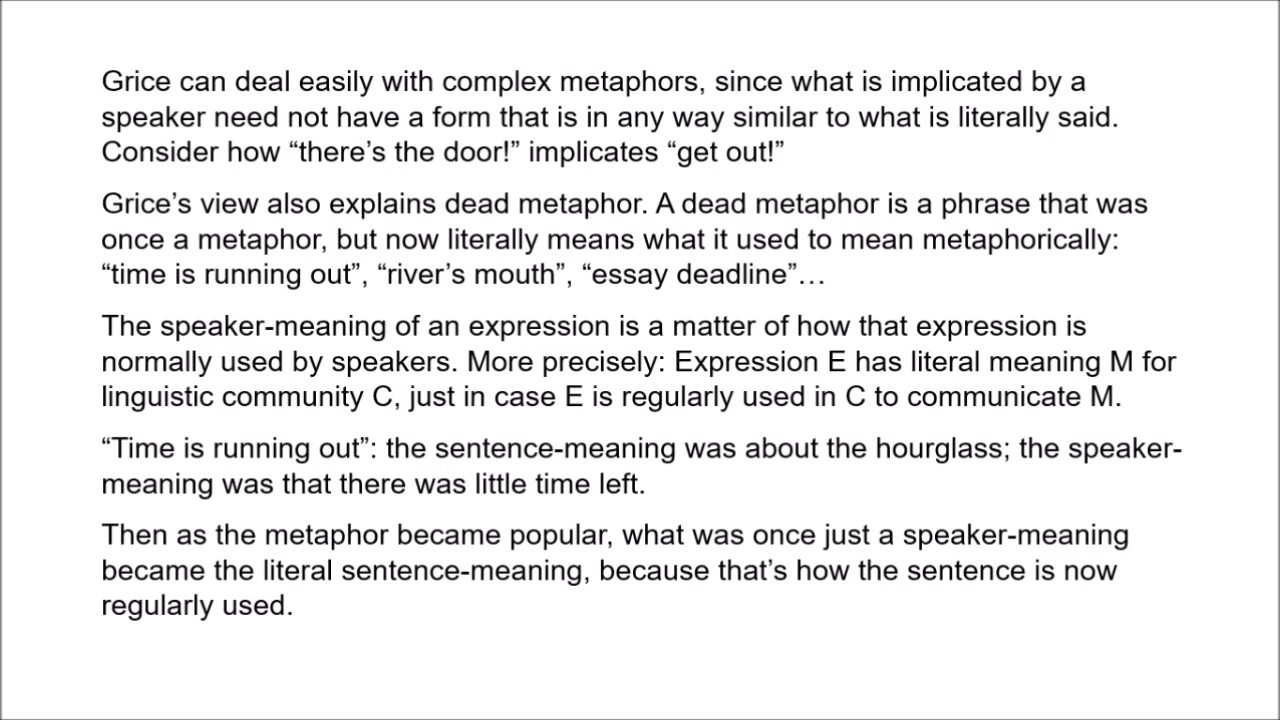 Grice can deal easily with complex metaphors, since what is implicated by a
speaker need not have a form that is in any way similar to what is literally said.
Consider how “there’s the door!” implicates “get out!”
Grice’s view also explains dead metaphor. A dead metaphor is a phrase that was
once a metaphor, but now literally means what it used to mean metaphorically:
“time is running out”, “river’s mouth”, “essay deadline”…
The speaker-meaning of an expression is a matter of how that expression is
normally used by speakers. More precisely: Expression E has literal meaning M for
linguistic community C, just in case E is regularly used in C to communicate M.
“Time is running out”: the sentence-meaning was about the hourglass; the speaker-
meaning was that there was little time left.
Then as the metaphor became popular, what was once just a speaker-meaning
became the literal sentence-meaning, because that’s how the sentence is now
regularly used.